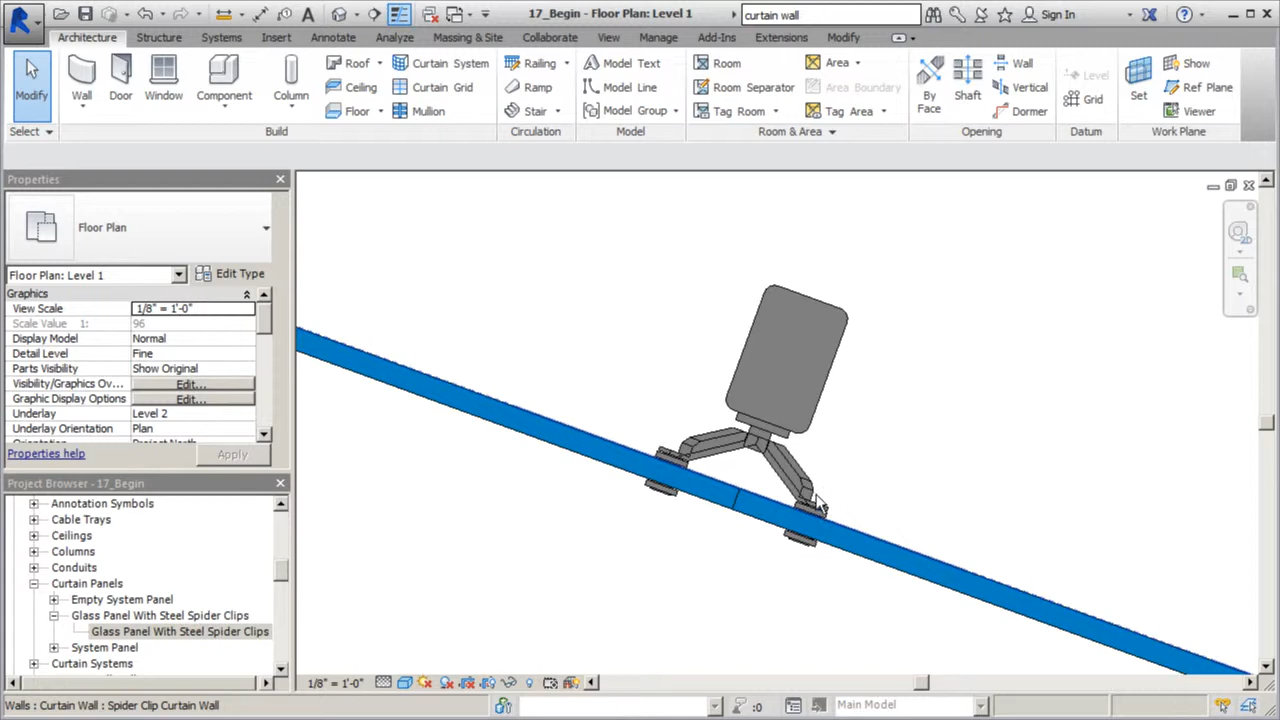 17_Begin - Floor Plan: Level 1
curtain wall
Sign In
Architecture Structure Systems Insert Annotate Analyze Massing & Site Collaborate View Manage Add-Ins Extensions Modify
Modify
Wall
Door
Window
Component
Column
Roof
Ceiling
Floor
Curtain System
Curtain Grid
Mullion
Railing
Ramp
Stair
Model Text
Model Line
Model Group
Room
Room Separator
Tag Room
Area
Area Boundary
Tag Area
By
Face
Shaft
Wall
Vertical
Dormer
Level
Grid
Set
Show
Ref Plane
Viewer
Select Build Circulation Model Room & Area Opening Datum Work Plane
Properties
Floor Plan
Floor Plan: Level 1 Edit Type
Graphics
View Scale 1/8" = 1'-0"
Scale Value 1: 96
Display Model Normal
Detail Level Fine
Parts Visibility Show Original
Visibility/Graphics Ov... Edit...
Graphic Display Options Edit...
Underlay Level 2
Underlay Orientation Plan
Orientation Project North
Properties help Apply
Project Browser - 17_Begin
Annotation Symbols
Cable Trays
Ceilings
Columns
Conduits
Curtain Panels
Empty System Panel
Glass Panel With Steel Spider Clips
Glass Panel With Steel Spider Clips
System Panel
Curtain Systems
2D
1/8" = 1'-0"
Walls : Curtain Wall : Spider Clip Curtain Wall
:0
Main Model